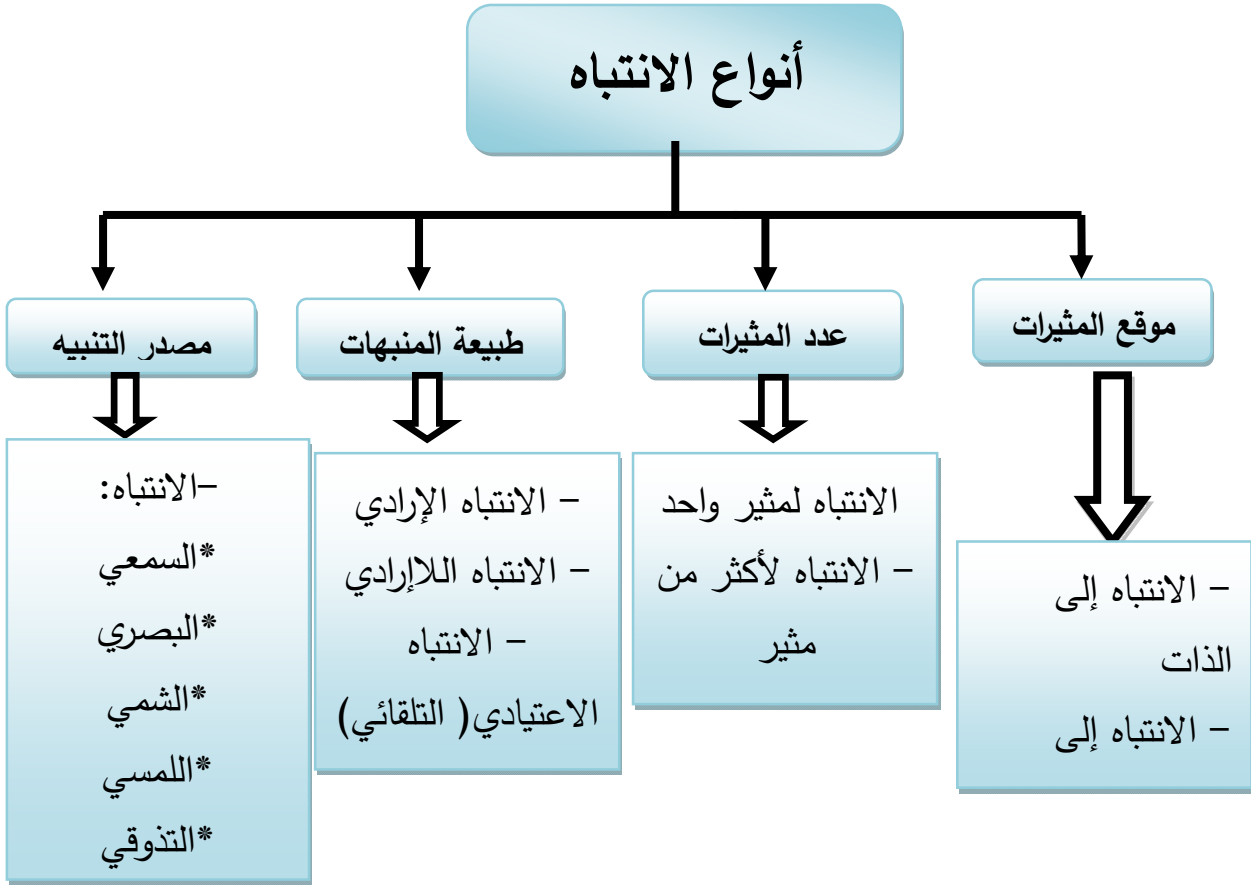 أنواع الانتباه
موقع المثيرات
عدد المثيرات
طبيعة المنبهات
مصدر التنبيه
- الانتباه إلى
الذات
- الانتباه إلى
الانتباه لمثير واحد
- الانتباه لأكثر من
مثير
- الانتباه الإرادي
- الانتباه اللاإرادي
- الانتباه
الاعتيادي( التلقائي)
-الانتباه:
*السمعي
*البصري
*الشمي
*اللمسي
*التذوقي